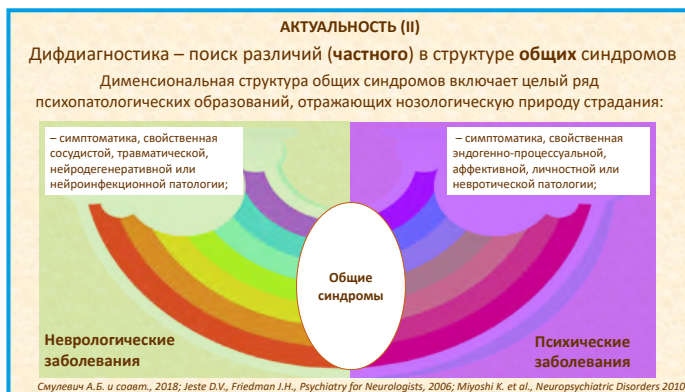 АКТУАЛЬНОСТЬ (II)
Дифдиагностика – поиск различий (частного) в структуре общих синдромов
Дименсиональная структура общих синдромов включает целый ряд
психопатологических образований, отражающих нозологическую природу страдания:
– симптоматика, свойственная
сосудистой, травматической,
нейродегенеративной или
нейроинфекционной патологии;
– симптоматика, свойственная
эндогенно-процессуальной,
аффективной, личностной или
невротической патологии;
Общие
синдромы
Неврологические
заболевания
Психические
заболевания
Смулевич А.Б. и соавт., 2018; Jeste D.V., Friedman J.H., Psychiatry for Neurologists, 2006; Miyoshi K. et al., Neuropsychiatric Disorders 2010